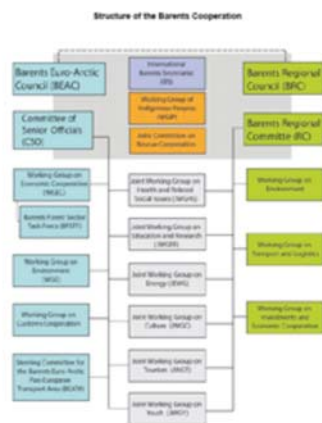 Structure of the Barents Cooperation
Barents Euro-Arctic
Council (BEAC)
International
Barents Secretariat
(IBS)
Barents Regional
Council (BRC)
Working Group of
Indigenous Peoples
(WGIP)
Committee of
Senior Officials
(CSO)
Joint Committee on
Rescue Cooperation
Barents Regional
Committe (RC)
Working Group on
Economic Cooperation
(WGEC)
Joint Working Group on
Health and Related
Social Issues (JWGHS)
Working Group on
Environment
Barents Forest Sector
Task Force (BFSTF)
Joint Working Group on
Education and Research
(JWGER)
Working Group on
Transport and Logistics
Working Group on
Environment
(WGE)
Joint Working Group on
Energy (JEWG)
Working Group on
Customs Cooperation
Joint Working Group on
Culture (JWGC)
Working Group on
Investments and
Economic Cooperation
Steering Committee for
the Barents Euro-Arctic
Pan-European
Transport Area (BEATA)
Joint Working Group on
Tourism (JWGT)
Joint Working Group on
Youth (JWGY)